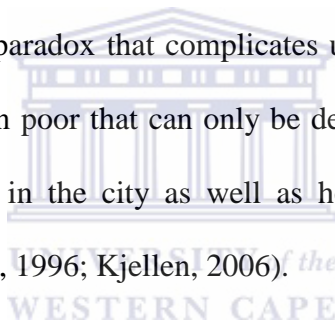 paradox that complicates
n poor that can only be de
in the city as well as
, 1996; Kjellen, 2006).
UNIVERSITY of the
WESTERN CAPE